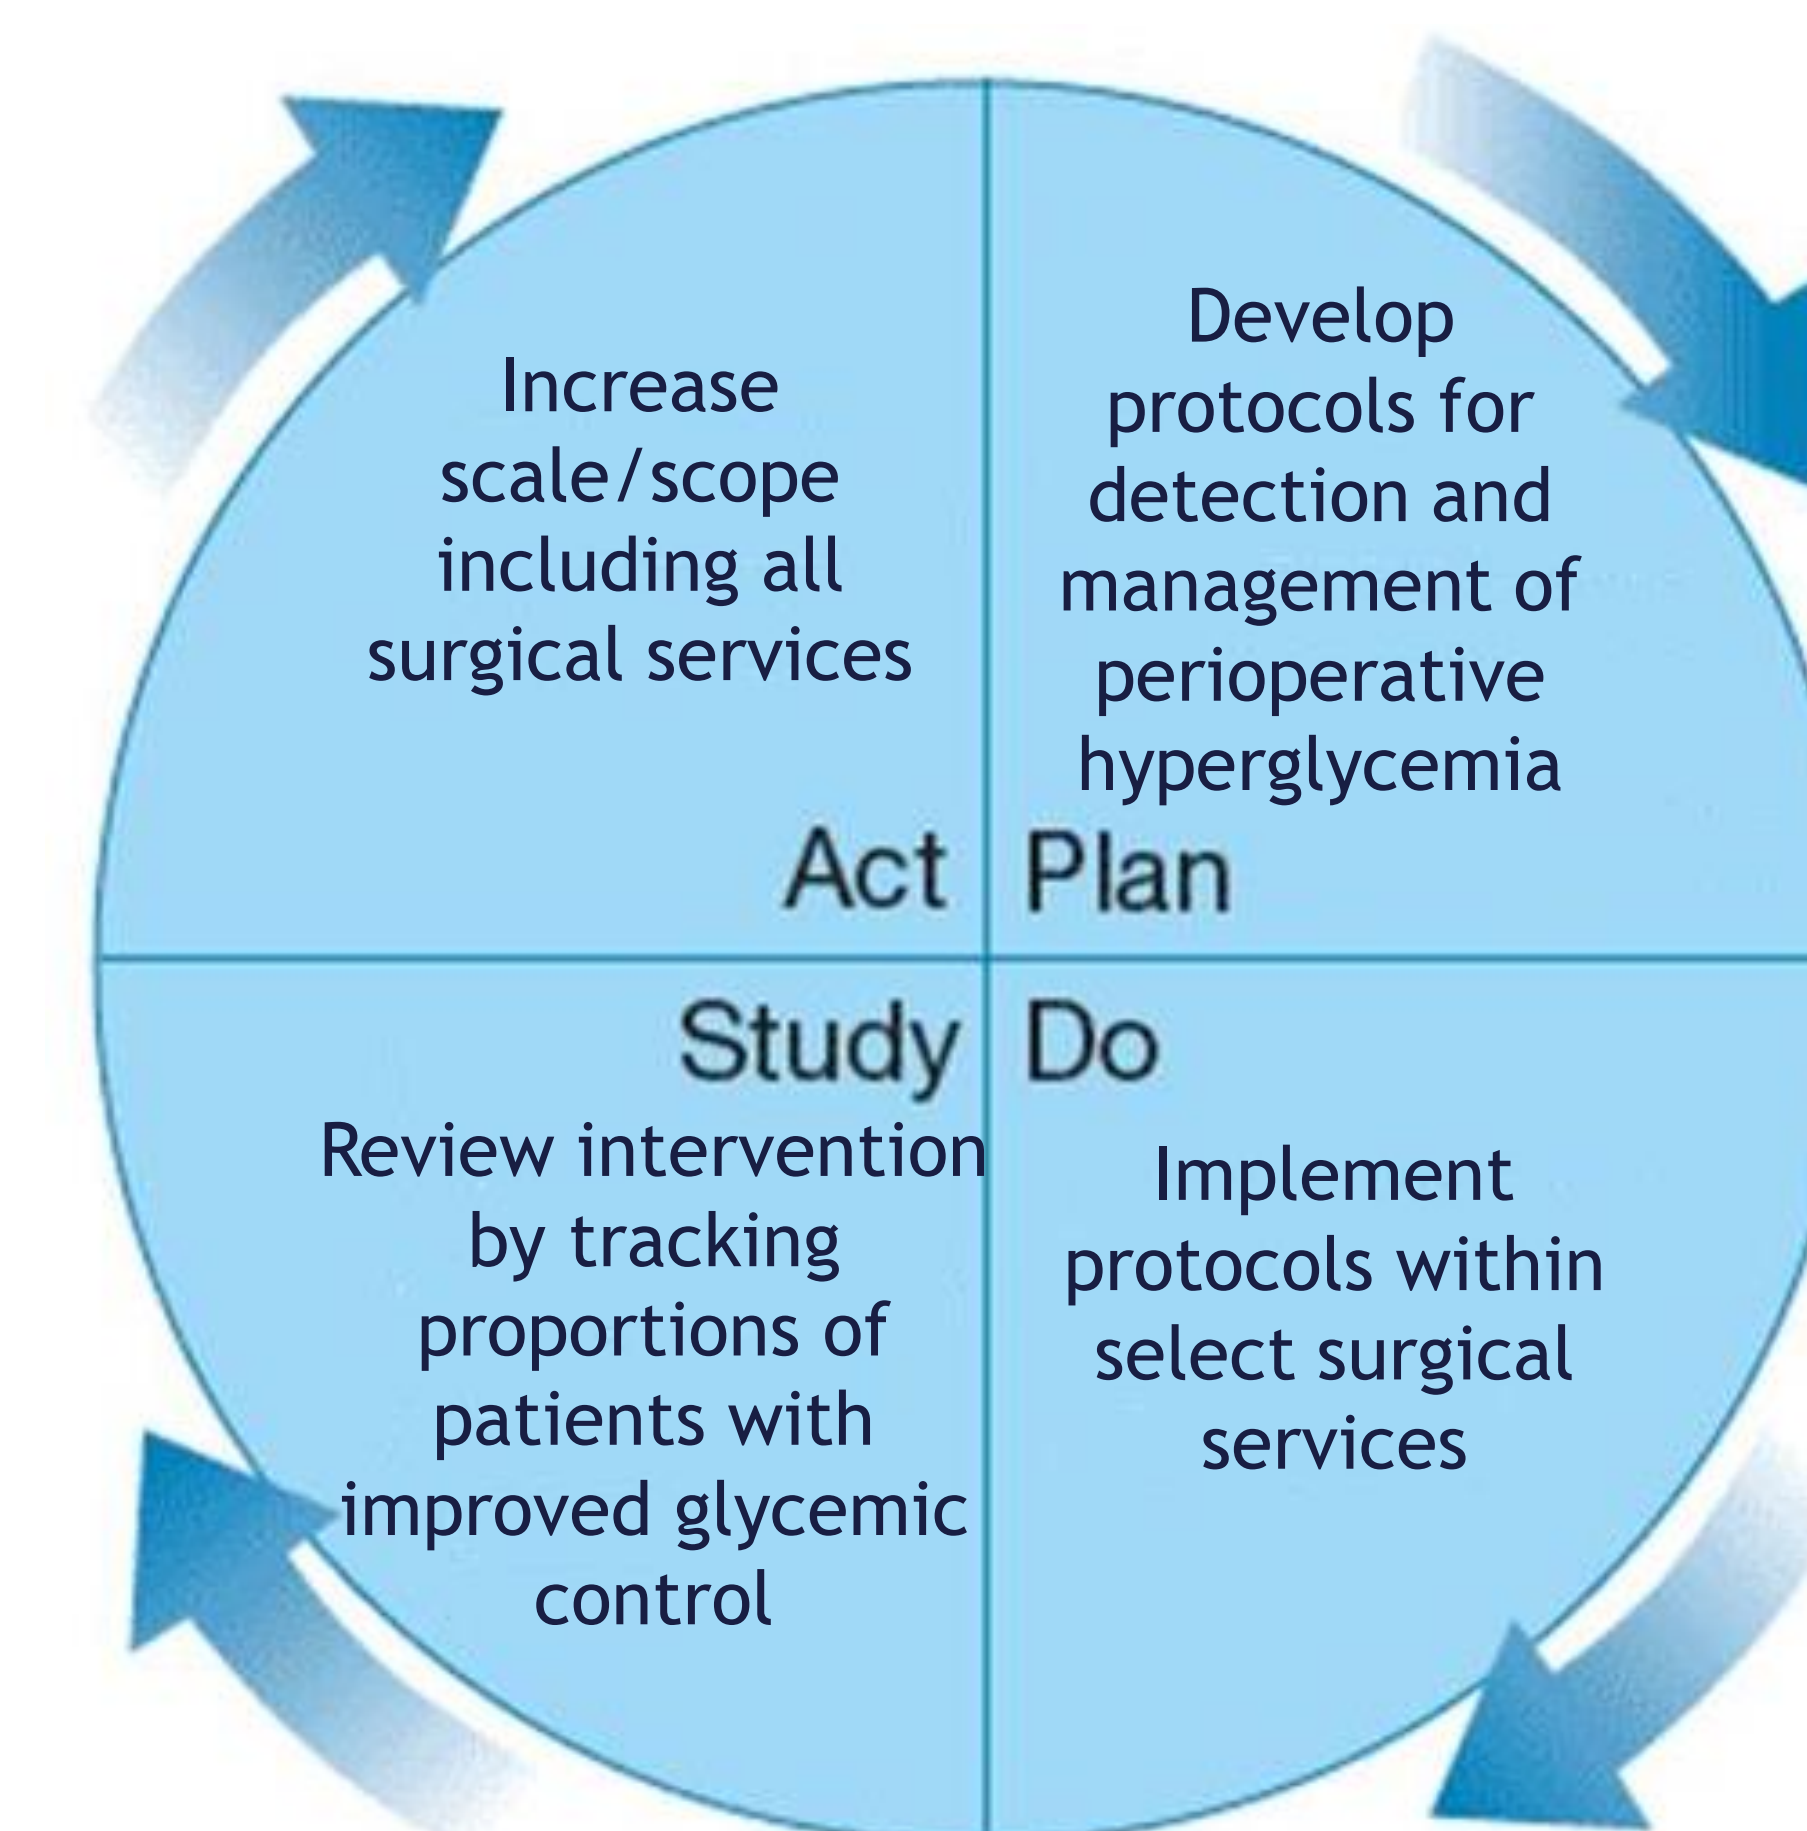 Increase
scale/scope
including all
surgical services
Act
Develop
protocols for
detection and
management of
perioperative
hyperglycemia
Plan
Study
Review intervention
by tracking
proportions of
patients with
improved glycemic
control
Do
Implement
protocols within
select surgical
services